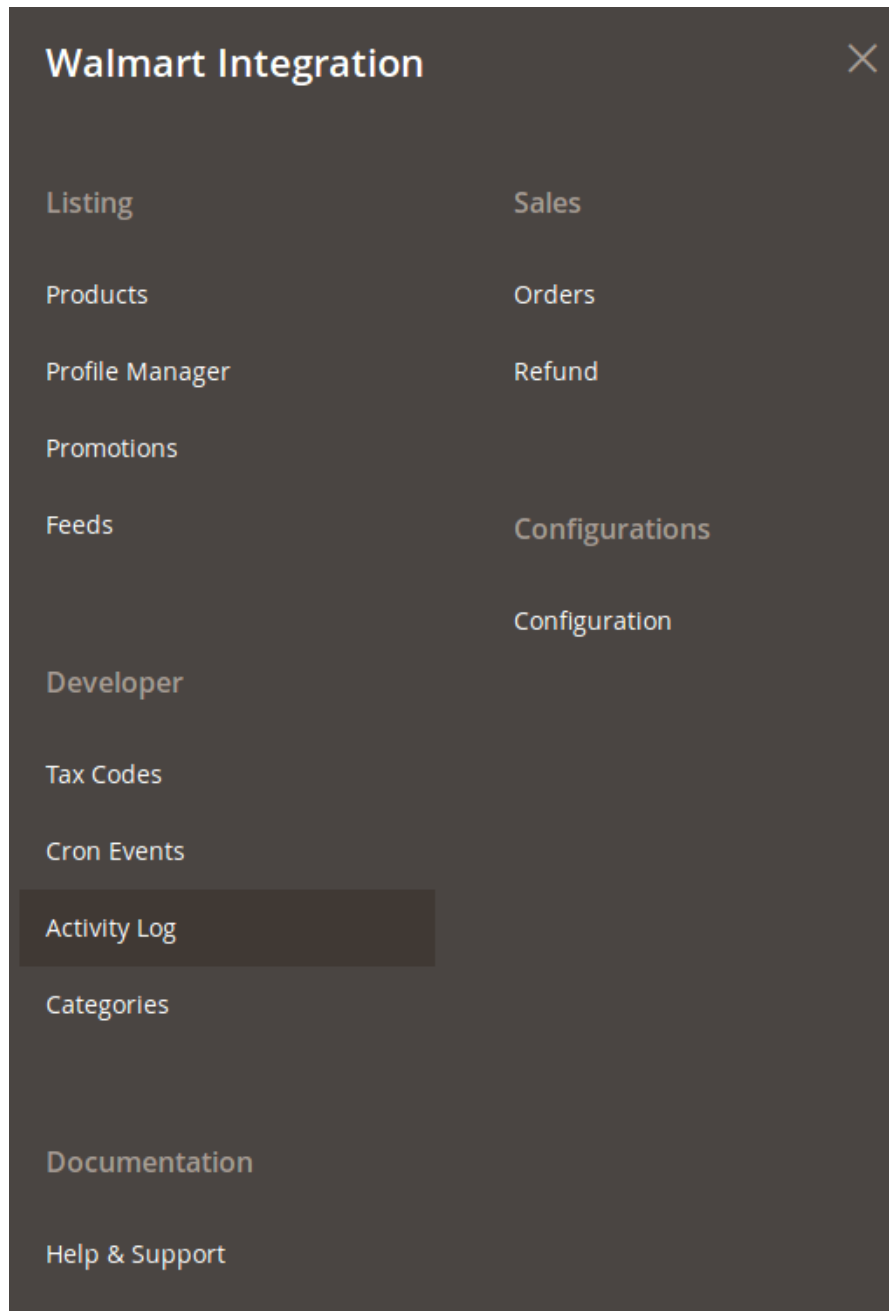 Walmart Integration
Listing
Products
Profile Manager
Promotions
Feeds
Developer
Tax Codes
Cron Events
Activity Log
Categories
Documentation
Help & Support
Sales
Orders
Refund
Configurations
Configuration